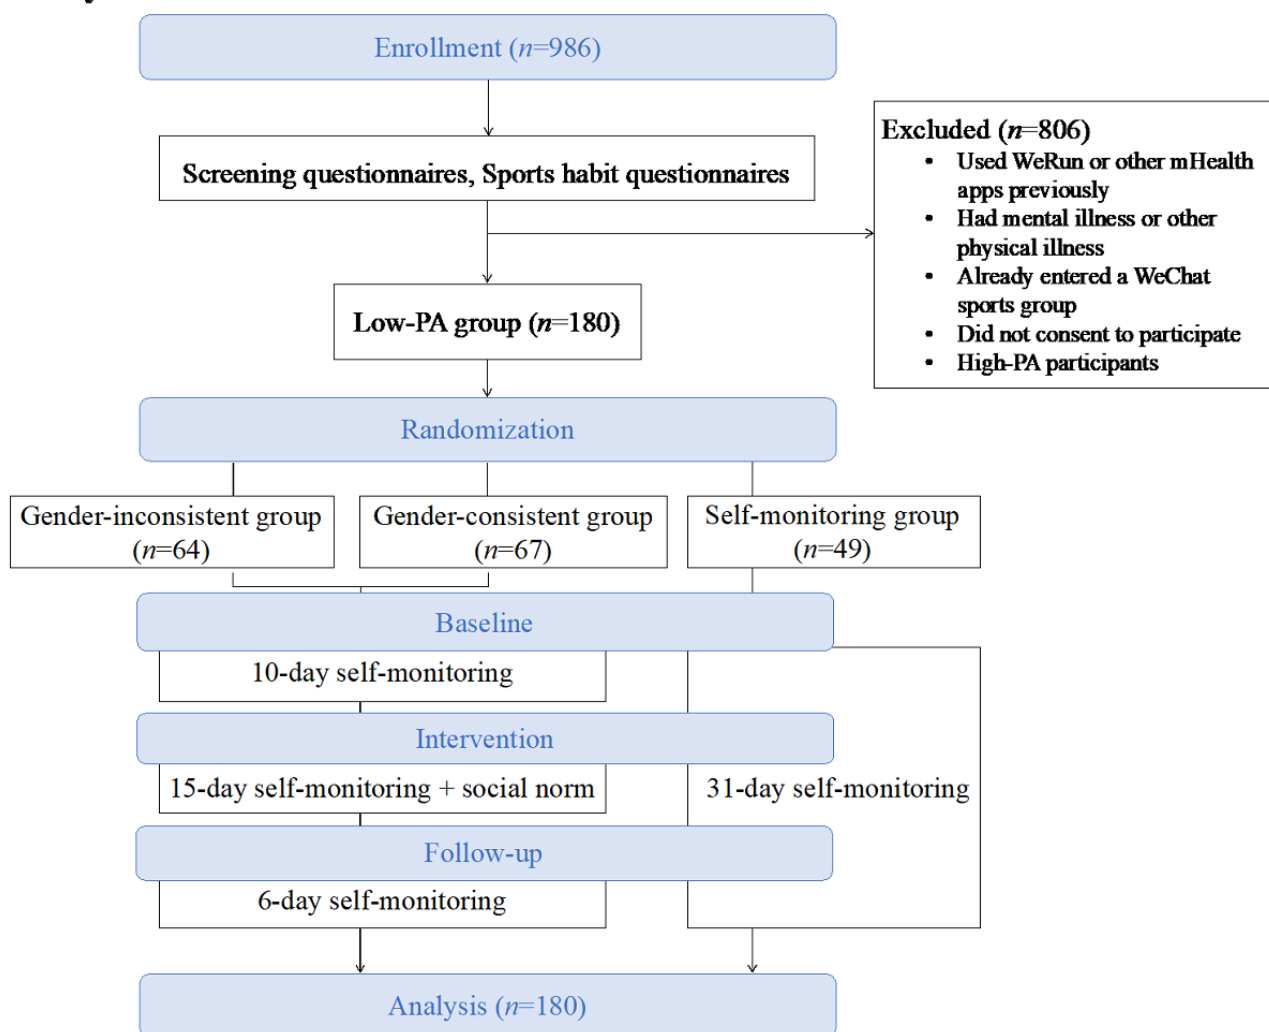 Enrollment (n=986)
Screening questionnaires, Sports habit questionnaires
Excluded (n=806)
• Used WeRun or other mHealth
apps previously
• Had mental illness or other
physical illness
• Already entered a WeChat
sports group
• Did not consent to participate
• High-PA participants
Low-PA group (n=180)
Randomization
Gender-inconsistent group
(n=64)
Gender-consistent group
(n=67)
Self-monitoring group
(n=49)
Baseline
10-day self-monitoring
Intervention
15-day self-monitoring + social norm
31-day self-monitoring
Follow-up
6-day self-monitoring
Analysis (n=180)